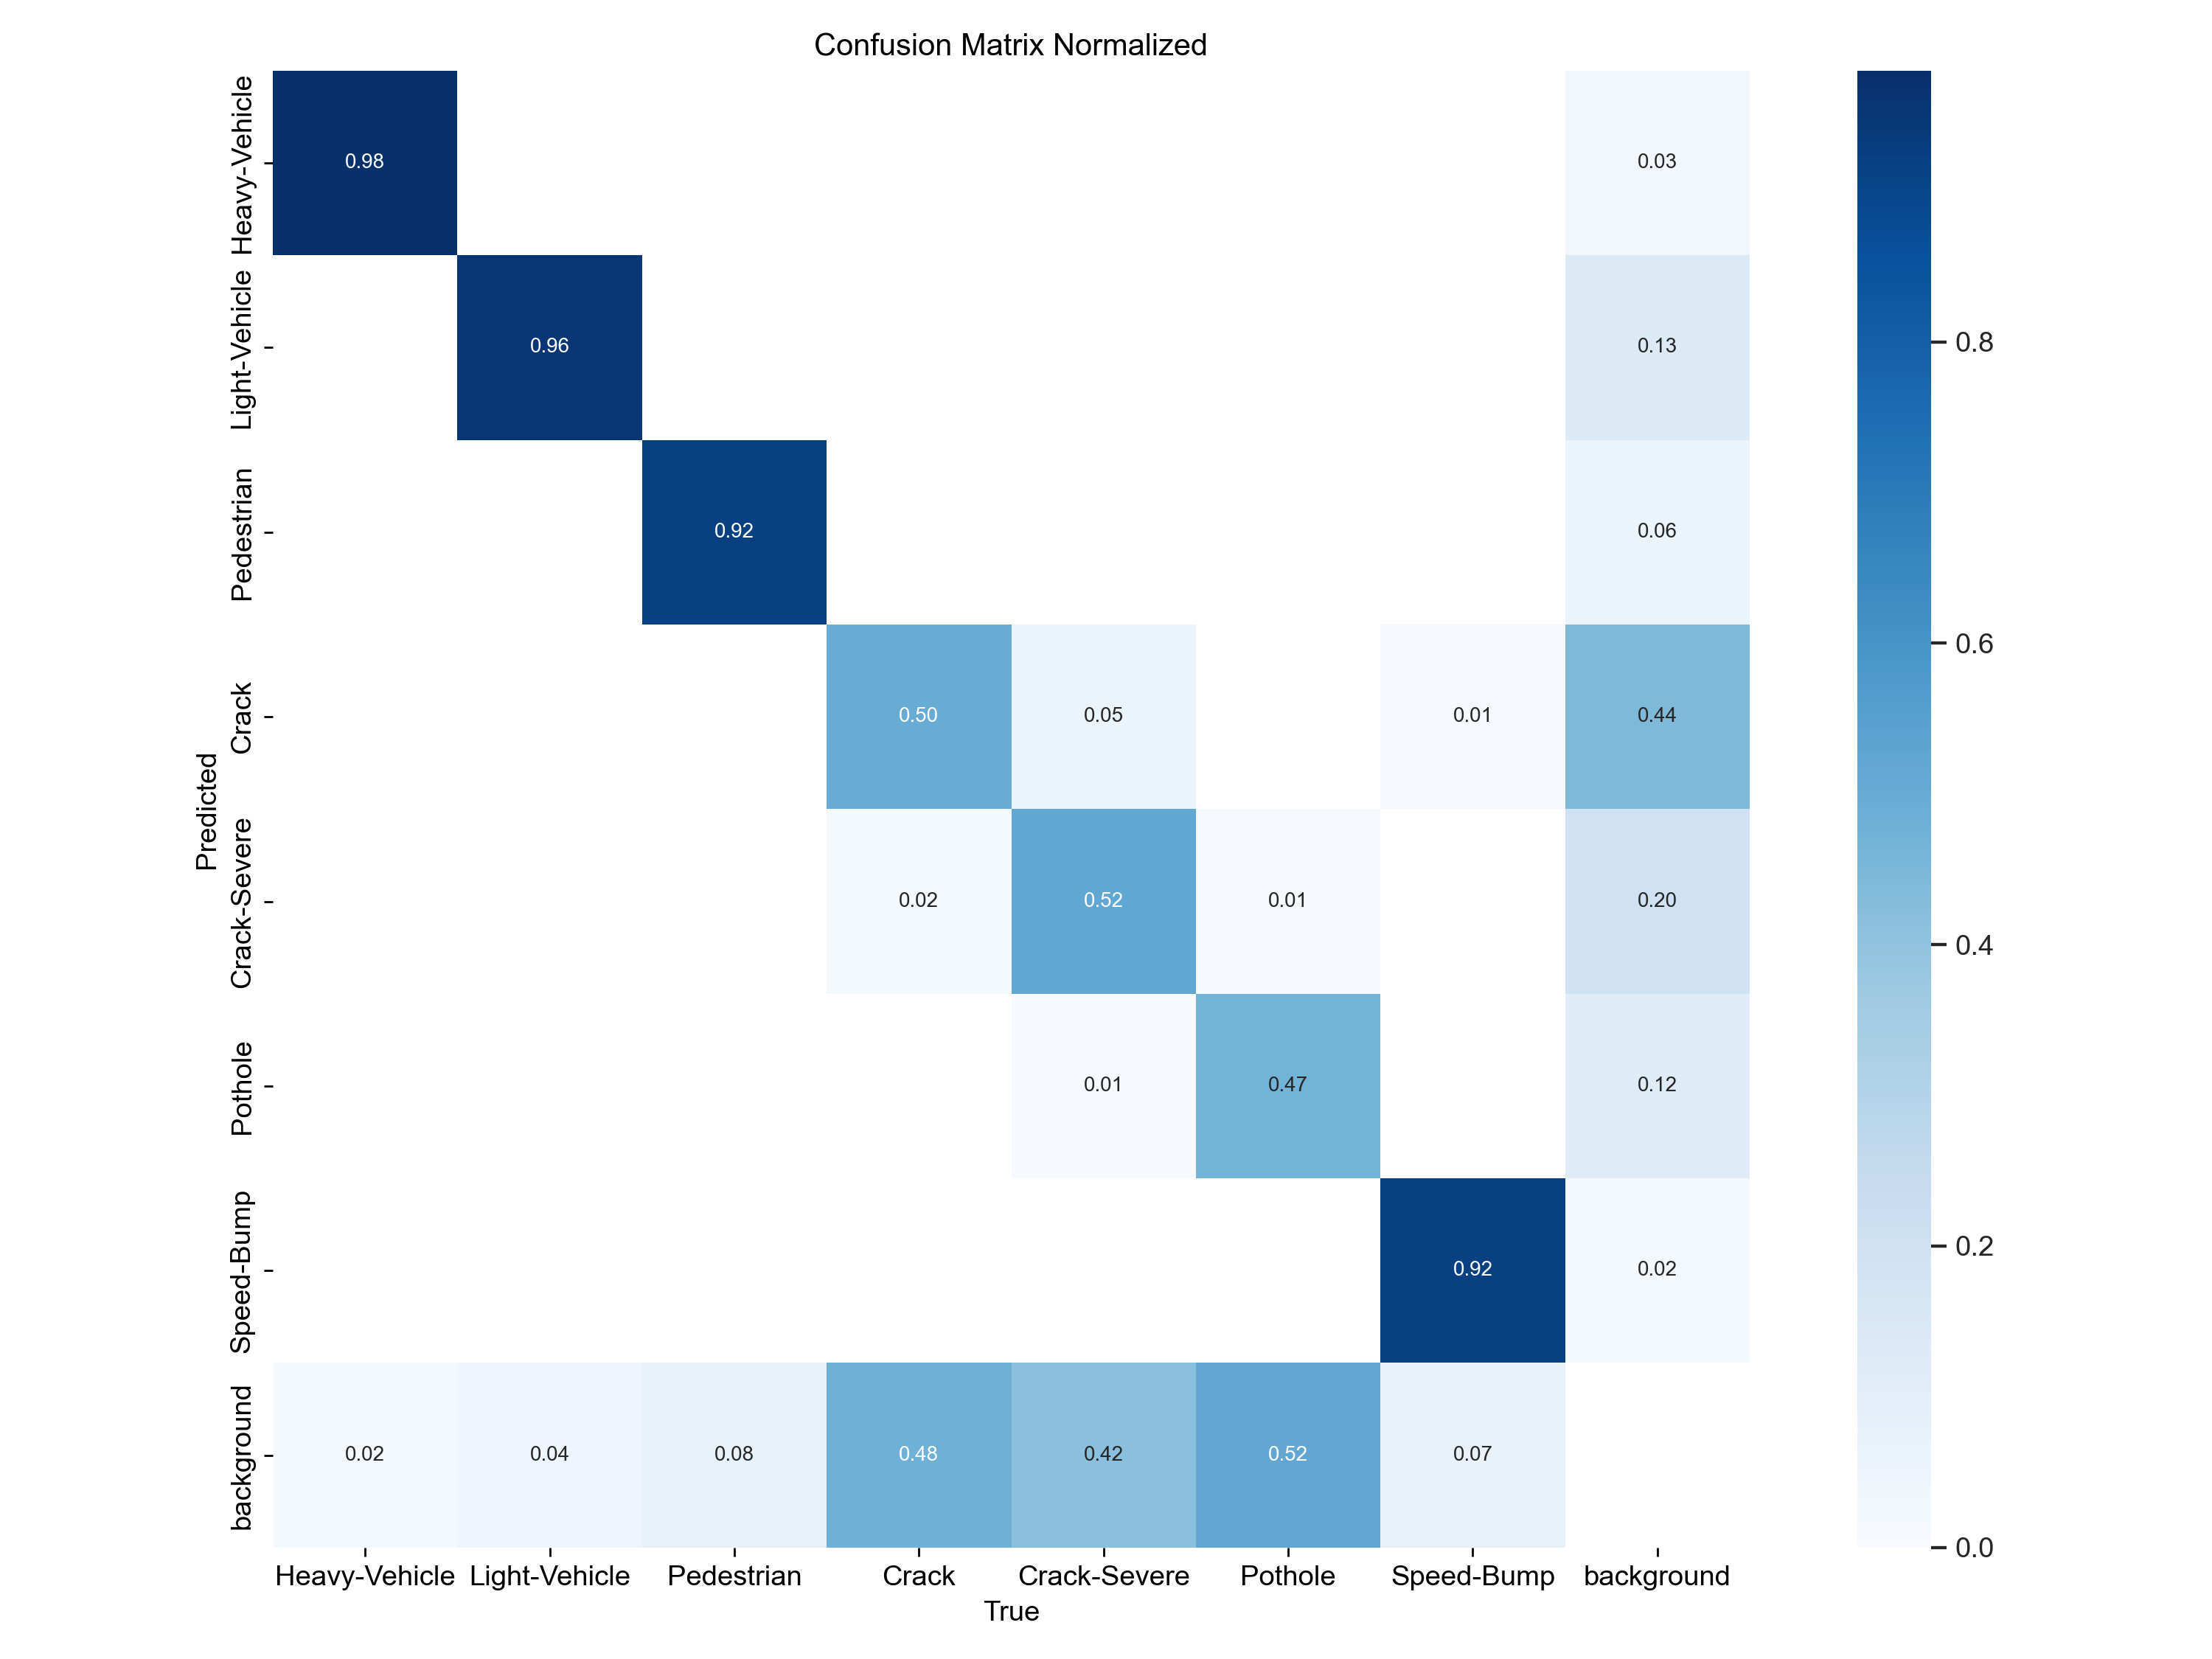 Confusion Matrix Normalized
Heavy-Vehicle
0.98
0.03
Light-Vehicle
0.96
0.13
0.8
Pedestrian
0.92
0.06
0.6
Predicted
Crack
0.50
0.05
0.01
0.44
Crack-Severe
0.02
0.52
0.01
0.20
0.4
Pothole
0.01
0.47
0.12
Speed-Bump
0.92
0.02
0.2
background
0.02
0.04
0.08
0.48
0.42
0.52
0.07
0.0
Heavy-Vehicle Light-Vehicle Pedestrian Crack Crack-Severe Pothole Speed-Bump background
True